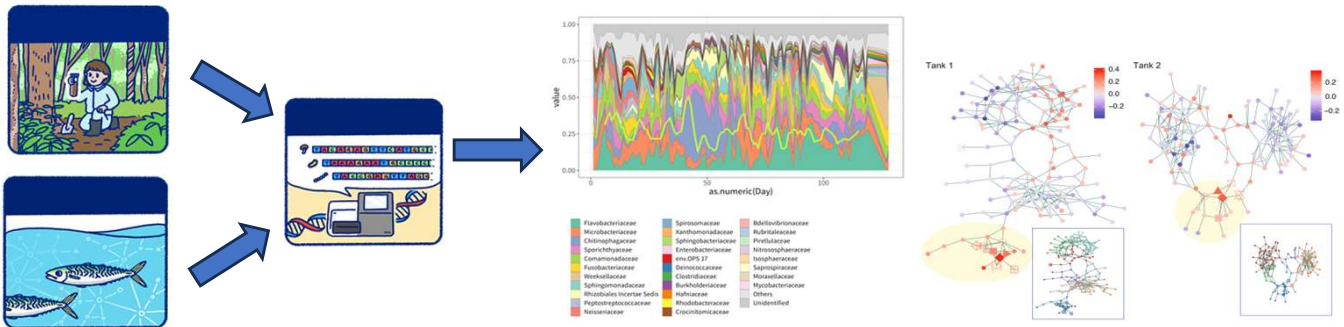 1.00
0.75
0.50
0.25
0.00
value
0
50
100
as.numeric(Day)
Flavobacteriaceae
Microbacteriaceae
Chitinophagaceae
Sporichthyaceae
Comamonadaceae
Fusobacteriaceae
Weeksellaceae
Sphingomonadaceae
Rhizobiales Incertae Sedis
Peptostreptococcaceae
Neisseriaceae
Spirosomaceae
Xanthomonadaceae
Sphingobacteriaceae
Enterobacteriaceae
env.OPS 17
Deinococcaceae
Clostridiaceae
Burkholderiaceae
Hafniaceae
Rhodobacteraceae
Crocinitomicaceae
Bdellovibrionaceae
Rubritaleaceae
Pirellulaceae
Nitrososphaeraceae
Isosphaeraceae
Saprospiraceae
Moraxellaceae
Mycobacteriaceae
Others
Unidentified
Tank 1
0.4
0.2
0.0
−0.2
Tank 2
0.2
0.0
−0.2